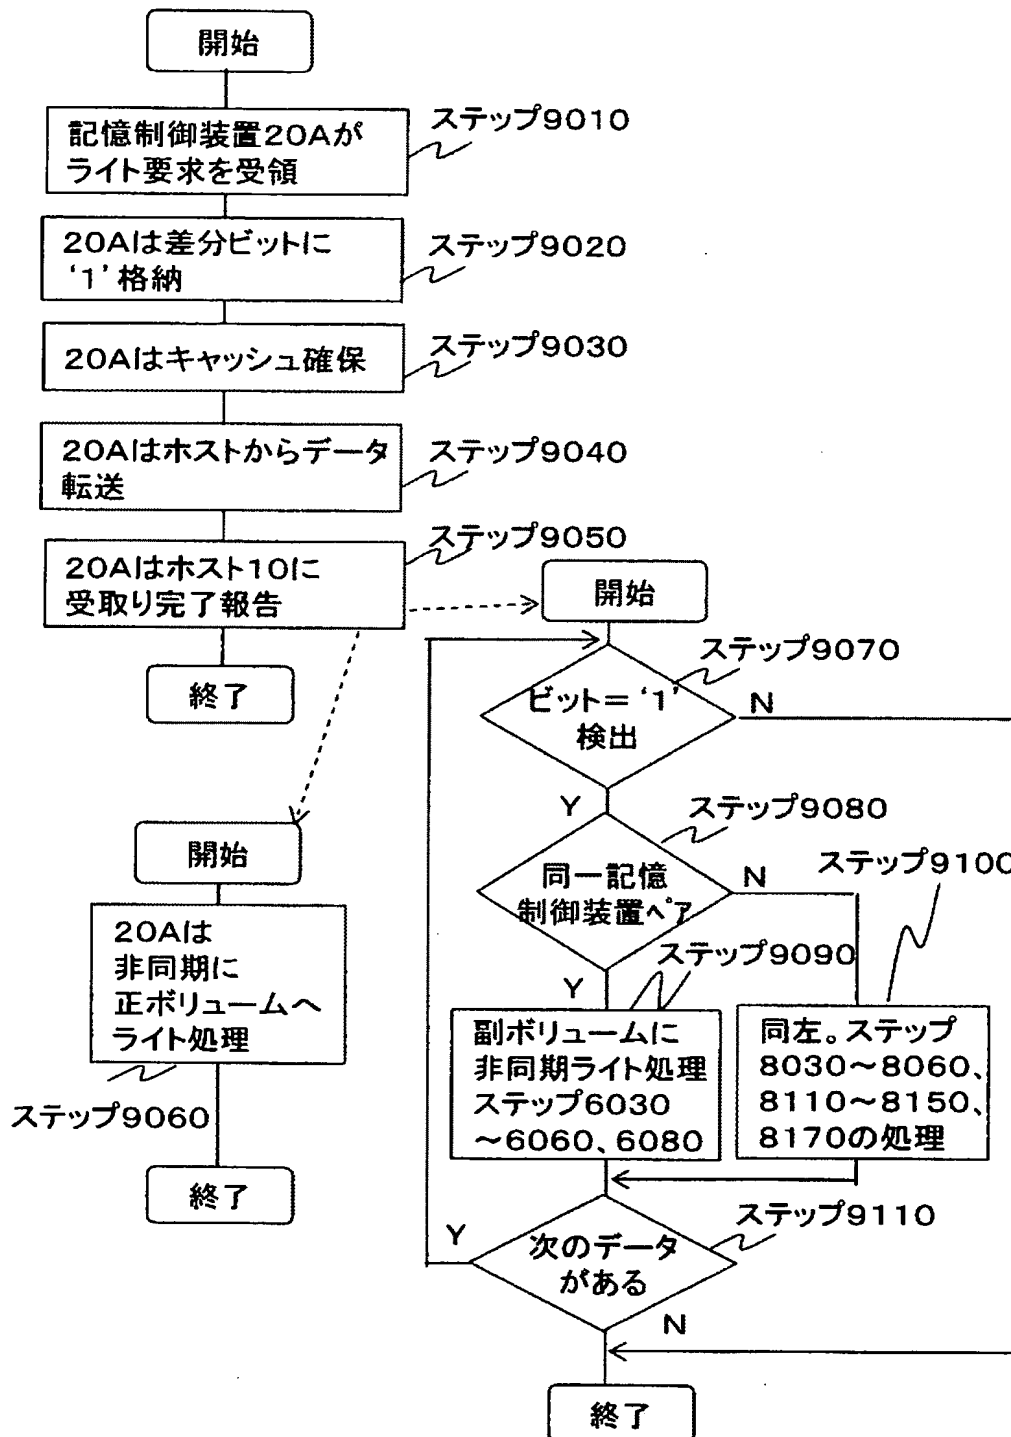 開始
記憶制御装置20Aが
ライト要求を受領
ステップ9010
20Aは差分ビットに
‘1’格納
ステップ9020
20Aはキャッシュ確保
ステップ9030
20Aはホストからデータ
転送
ステップ9040
20Aはホスト10に
受取り完了報告
ステップ9050
終了
開始
20Aは
非同期に
正ボリュームへ
ライト処理
ステップ9060
終了
開始
ビット=‘1’
検出
ステップ9070
N
Y
同一記憶
制御装置ペア
ステップ9080
N
Y
副ボリュームに
非同期ライト処理
ステップ6030
~6060、6080
ステップ9090
同左。ステップ
8030~8060、
8110~8150、
8170の処理
ステップ9100
次のデータ
がある
ステップ9110
Y
N
終了